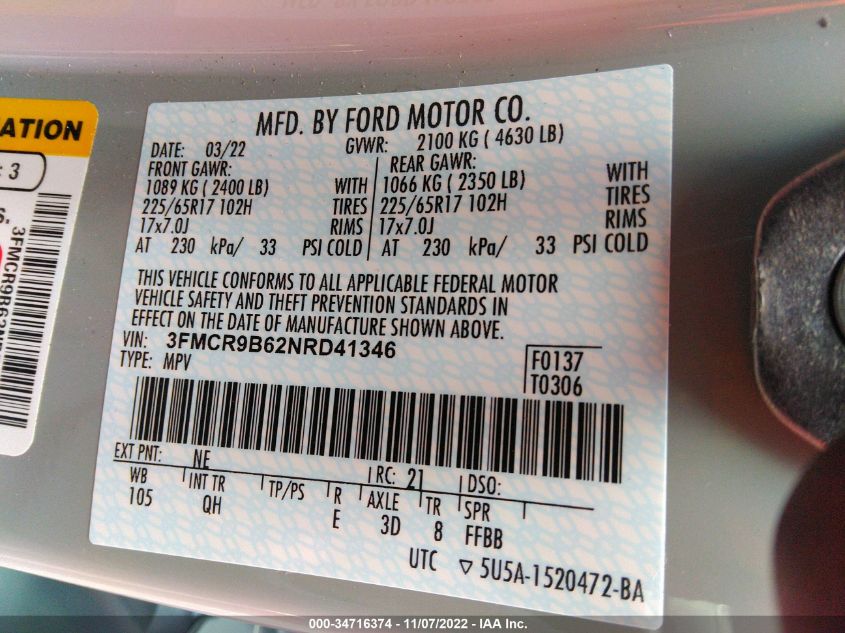 ATION
: 3
S.
3FMCR9B62N
MFD. BY FORD MOTOR CO.
DATE: 03/22 GVWR: 2100 KG ( 4630 LB)
FRONT GAWR: REAR GAWR:
1089 KG ( 2400 LB) WITH 1066 KG ( 2350 LB) WITH
225/65R17 102H TIRES 225/65R17 102H TIRES
17x7.0J RIMS 17x7.0J RIMS
AT 230 kPa/ 33 PSI COLD AT 230 kPa/ 33 PSI COLD
THIS VEHICLE CONFORMS TO ALL APPLICABLE FEDERAL MOTOR
VEHICLE SAFETY AND THEFT PREVENTION STANDARDS IN
EFFECT ON THE DATE OF MANUFACTURE SHOWN ABOVE.
VIN: 3FMCR9B62NRD41346 F0137
TYPE: MPV T0306
EXT PNT: NE RC: 21 DSO:
WB INT TR TP/PS R AXLE TR SPR
105 QH E 3D 8 FFBB
UTC ▽ 5U5A-1520472-BA
000-34716374 - 11/07/2022 - IAA Inc.